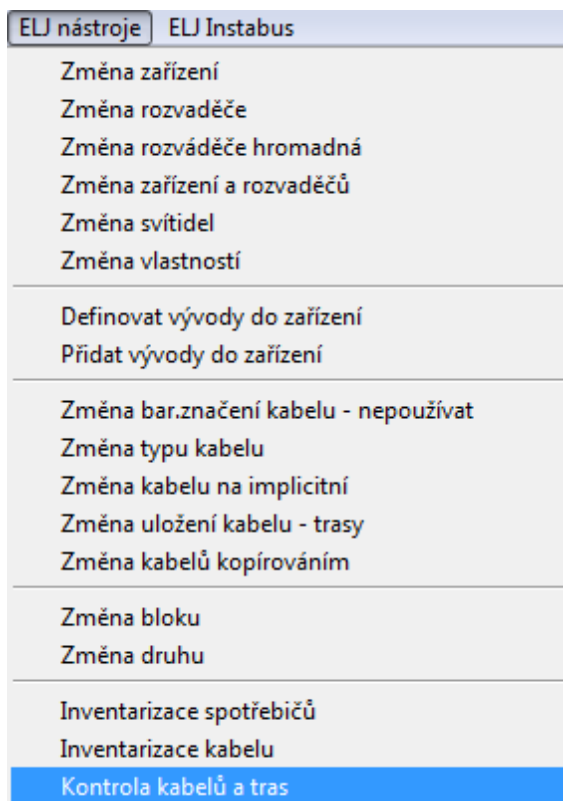 ELJ nástroje ELJ Instabus
Změna zařízení
Změna rozvaděče
Změna rozváděče hromadná
Změna zařízení a rozvaděčů
Změna svítidel
Změna vlastností
Definovat vývody do zařízení
Přidat vývody do zařízení
Změna bar.značení kabelu - nepoužívat
Změna typu kabelu
Změna kabelu na implicitní
Změna uložení kabelu - trasy
Změna kabelů kopírováním
Změna bloku
Změna druhu
Inventarizace spotřebičů
Inventarizace kabelu
Kontrola kabelů a tras